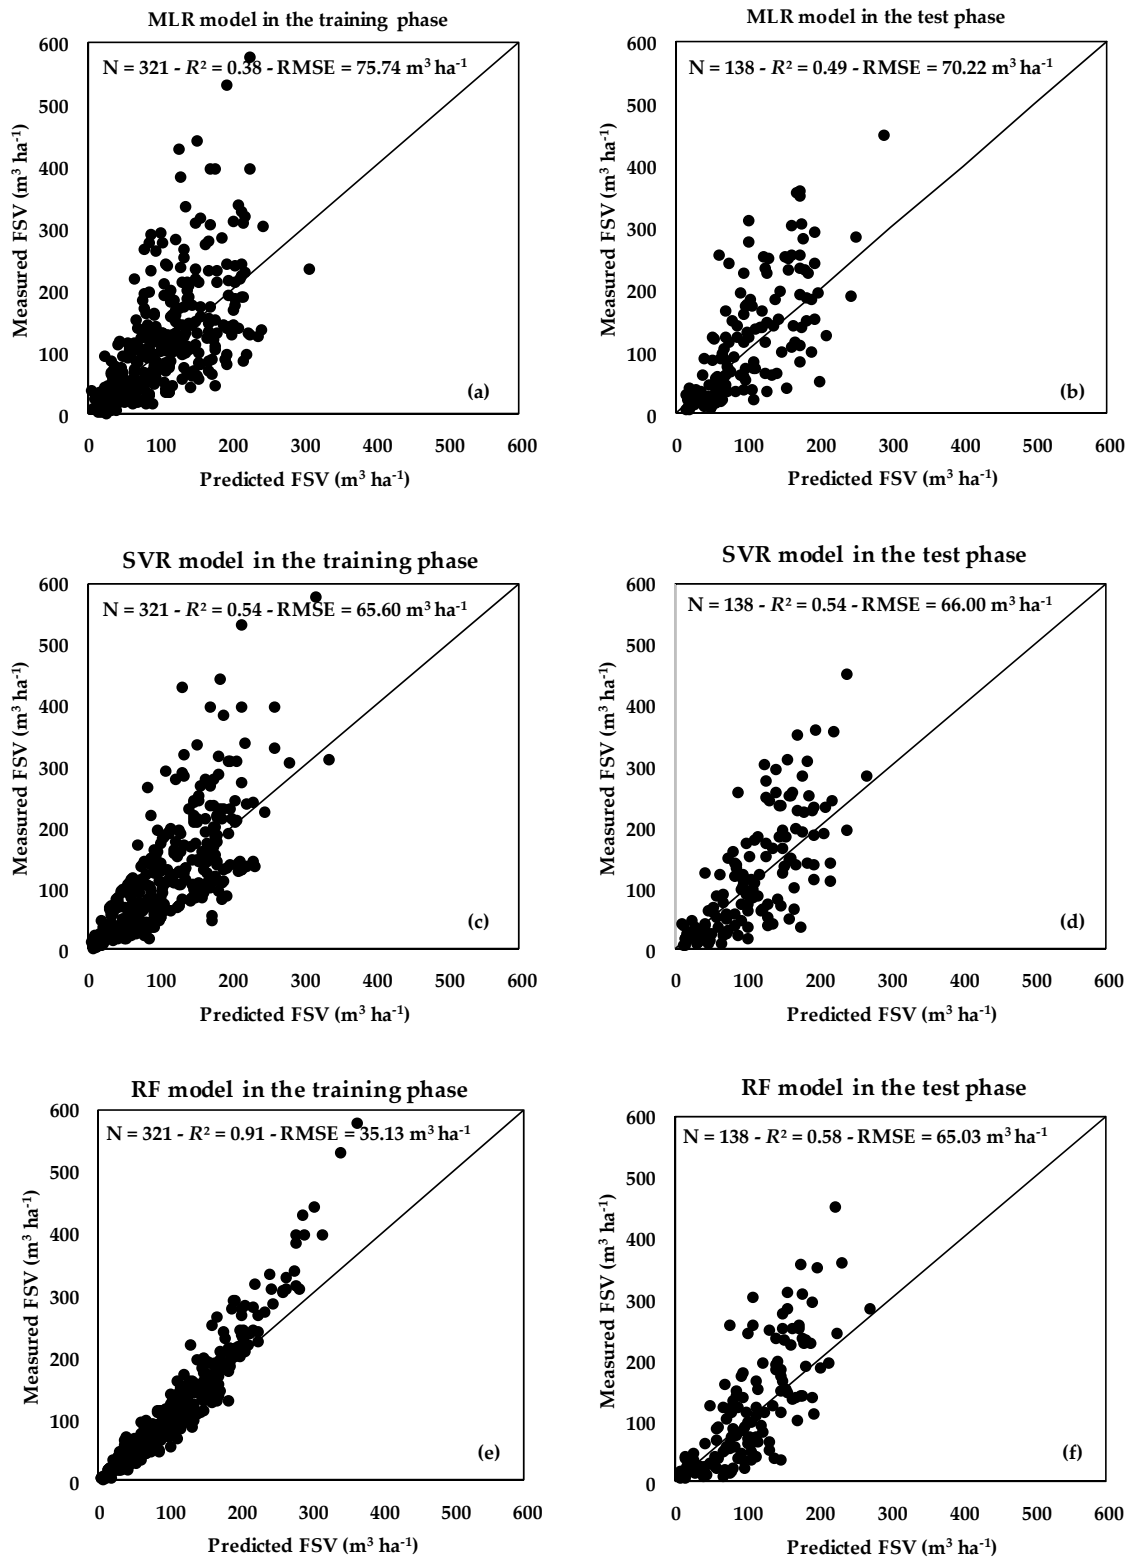 MLR model in the training phase
N = 321 - R² = 0.38 - RMSE = 75.74 m³ ha⁻¹
Measured FSV (m³ ha⁻¹)
600
500
400
300
200
100
0
(a)
0 100 200 300 400 500 600
Predicted FSV (m³ ha⁻¹)
MLR model in the test phase
N = 138 - R² = 0.49 - RMSE = 70.22 m³ ha⁻¹
Measured FSV (m³ ha⁻¹)
600
500
400
300
200
100
0
(b)
0 100 200 300 400 500 600
Predicted FSV (m³ ha⁻¹)
SVR model in the training phase
N = 321 - R² = 0.54 - RMSE = 65.60 m³ ha⁻¹
Measured FSV (m³ ha⁻¹)
600
500
400
300
200
100
0
(c)
0 100 200 300 400 500 600
Predicted FSV (m³ ha⁻¹)
SVR model in the test phase
N = 138 - R² = 0.54 - RMSE = 66.00 m³ ha⁻¹
Measured FSV (m³ ha⁻¹)
600
500
400
300
200
100
0
(d)
0 100 200 300 400 500 600
Predicted FSV (m³ ha⁻¹)
RF model in the training phase
N = 321 - R² = 0.91 - RMSE = 35.13 m³ ha⁻¹
Measured FSV (m³ ha⁻¹)
600
500
400
300
200
100
0
(e)
0 100 200 300 400 500 600
Predicted FSV (m³ ha⁻¹)
RF model in the test phase
N = 138 - R² = 0.58 - RMSE = 65.03 m³ ha⁻¹
Measured FSV (m³ ha⁻¹)
600
500
400
300
200
100
0
(f)
0 100 200 300 400 500 600
Predicted FSV (m³ ha⁻¹)